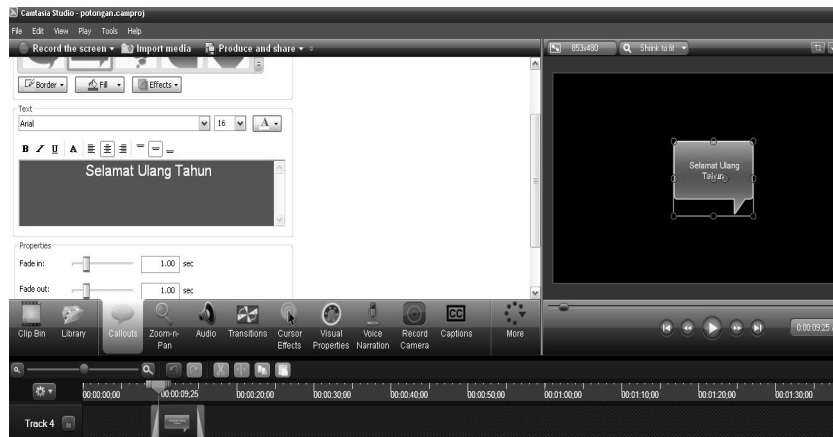 Camtasia Studio - potongan.camproj
File Edit View Play Tools Help
Record the screen Import media Produce and share
853x480 Shrink to fit
Border Fill Effects
Text
Arial 16 A
B I U A
Selamat Ulang Tahun
Selamat Ulang
Tahun
Properties
Fade in: 1.00 sec
Fade out: 1.00 sec
Clip Bin Library Callouts Zoom-n-Pan Audio Transitions Cursor Effects Visual Properties Voice Narration Record Camera CC Captions More
0:00:09;25
00:00:00;00 00:00:09;25 00:00:20;00 00:00:30;00 00:00:40;00 00:00:50;00 00:01:00;00 00:01:10;00 00:01:20;00 00:01:30;00
Track 4